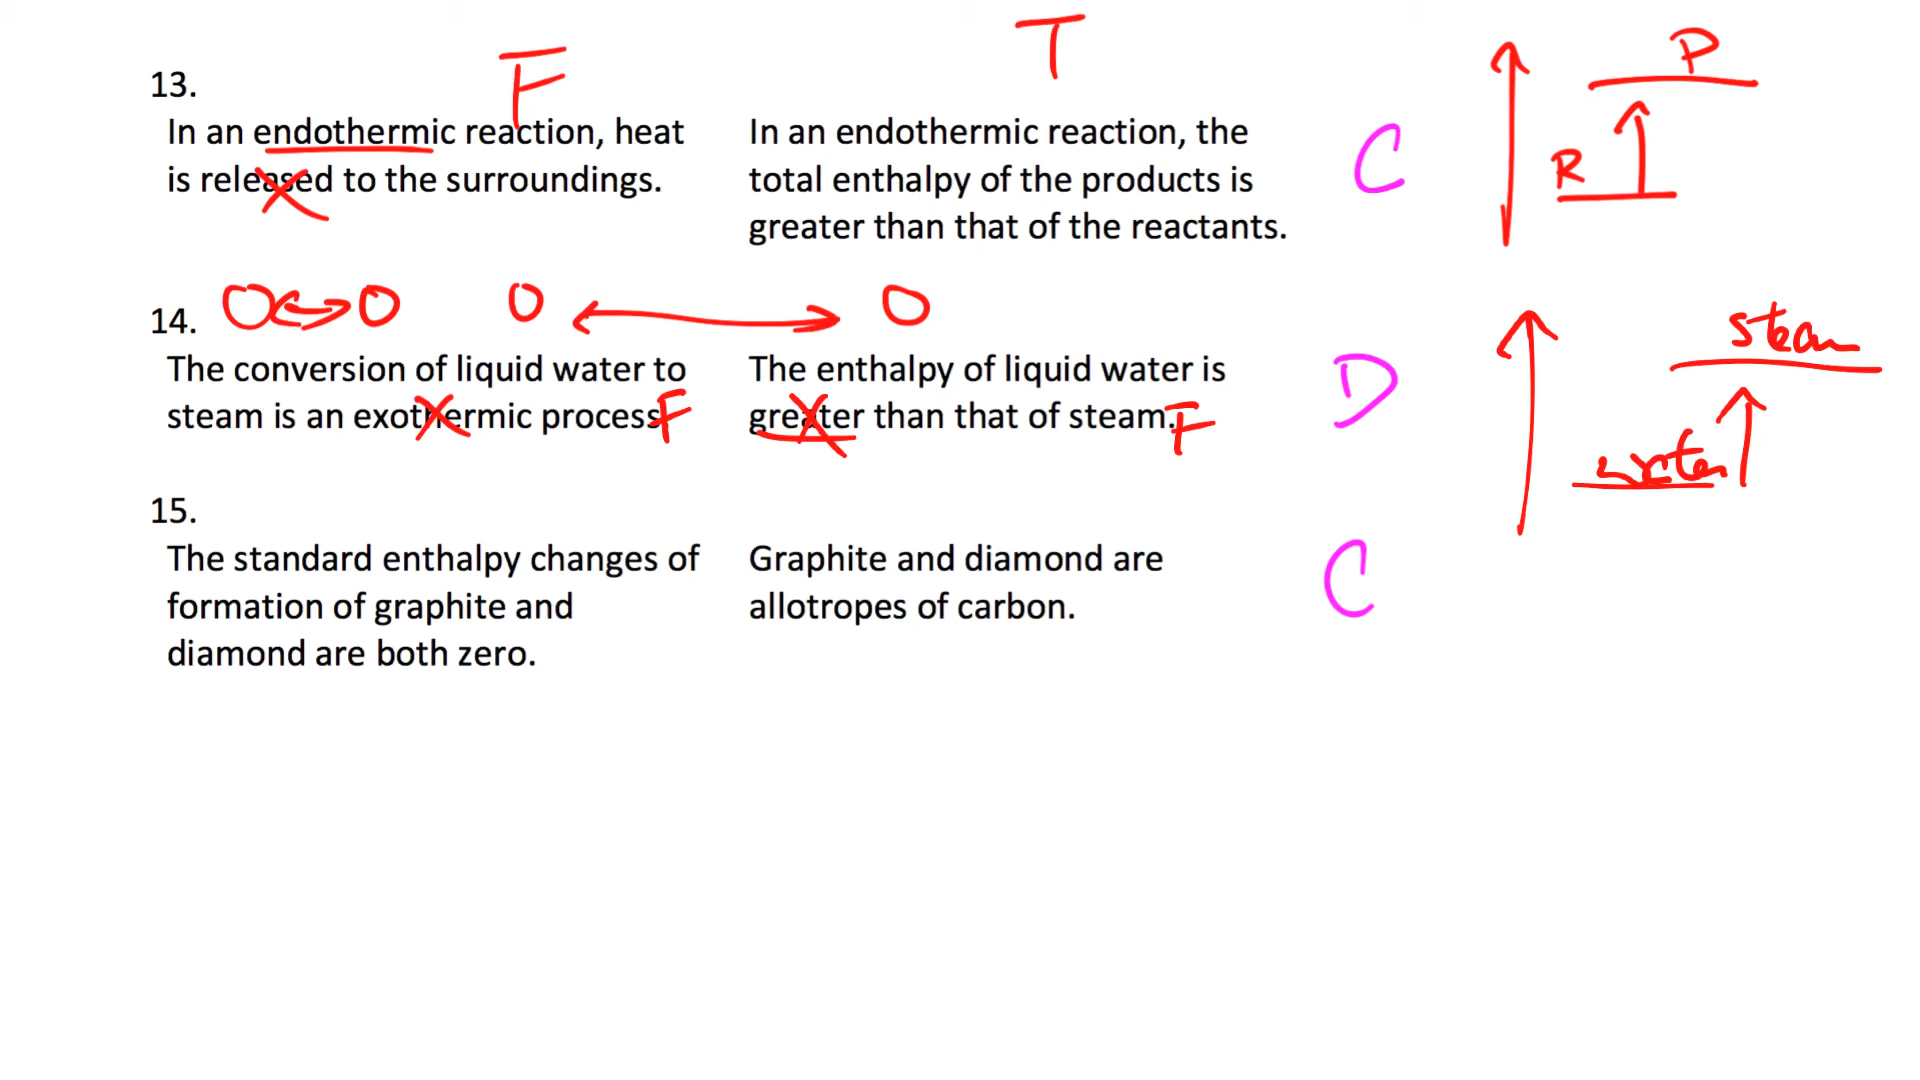 F
T
P
13.
In an endothermic reaction, heat
is released to the surroundings.
In an endothermic reaction, the
total enthalpy of the products is
greater than that of the reactants.
C
R
14.
O O O O
The conversion of liquid water to
steam is an exothermic process.
F
The enthalpy of liquid water is
greater than that of steam.
F
D
steam
water
15.
The standard enthalpy changes of
formation of graphite and
diamond are both zero.
Graphite and diamond are
allotropes of carbon.
C